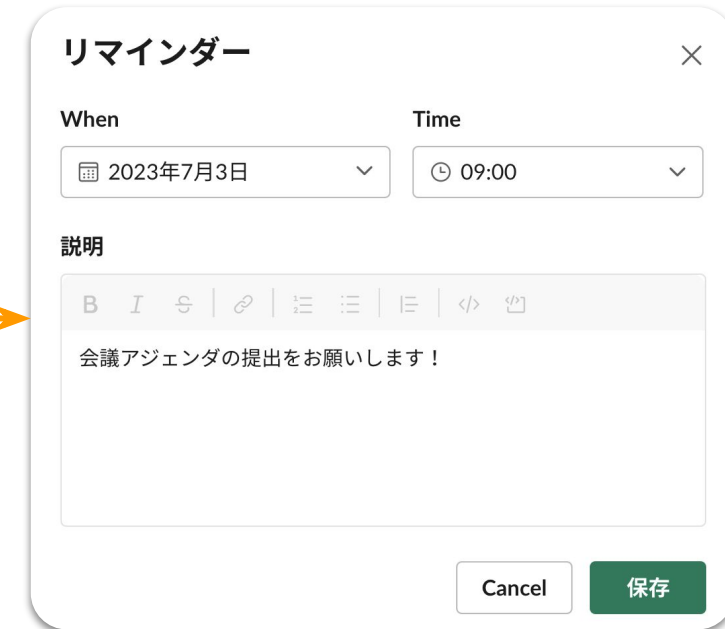 リマインダー
When Time
2023年7月3日 09:00
説明
B I S
会議アジェンダの提出をお願いします！
Cancel 保存